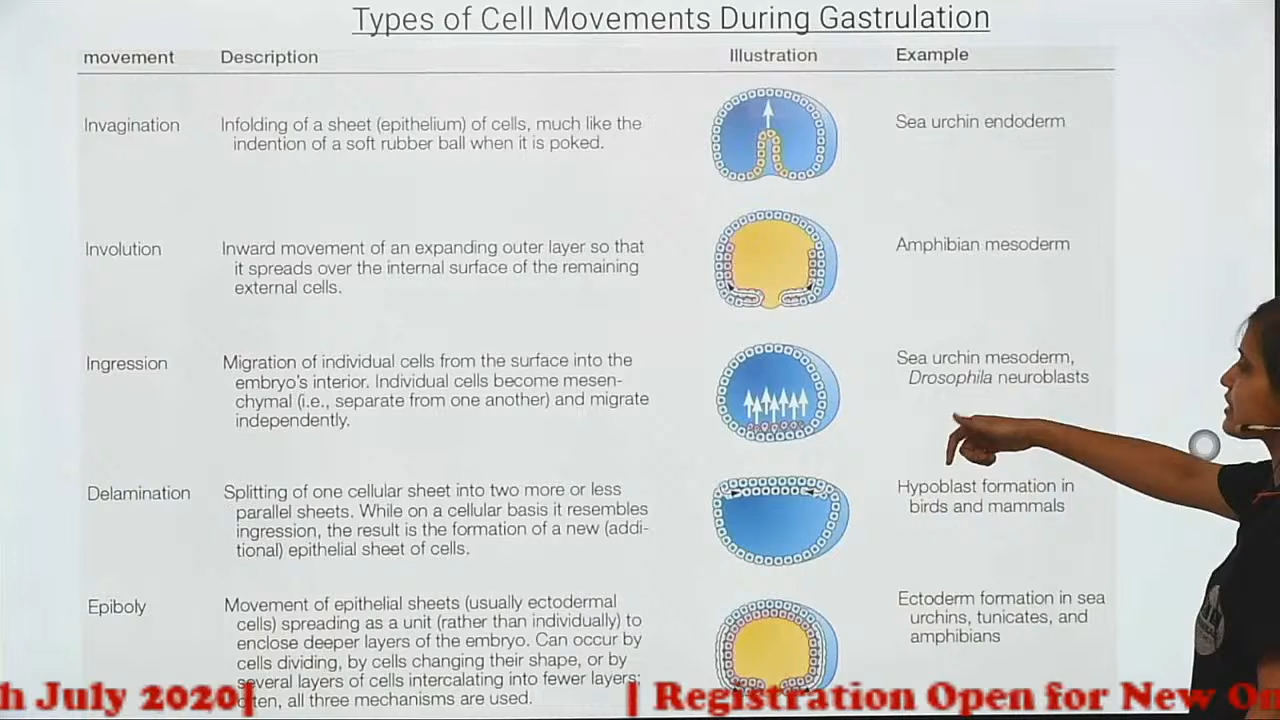 Types of Cell Movements During Gastrulation
movement Description Illustration Example
Invagination
Infolding of a sheet (epithelium) of cells, much like the
indention of a soft rubber ball when it is poked.
Sea urchin endoderm
Involution
Inward movement of an expanding outer layer so that
it spreads over the internal surface of the remaining
external cells.
Amphibian mesoderm
Ingression
Migration of individual cells from the surface into the
embryo's interior. Individual cells become mesen-
chymal (i.e., separate from one another) and migrate
independently.
Sea urchin mesoderm,
Drosophila neuroblasts
Delamination
Splitting of one cellular sheet into two more or less
parallel sheets. While on a cellular basis it resembles
ingression, the result is the formation of a new (addi-
tional) epithelial sheet of cells.
Hypoblast formation in
birds and mammals
Epiboly
Movement of epithelial sheets (usually ectodermal
cells) spreading as a unit (rather than individually) to
enclose deeper layers of the embryo. Can occur by
cells dividing, by cells changing their shape, or by
several layers of cells intercalating into fewer layers;
often, all three mechanisms are used.
Ectoderm formation in sea
urchins, tunicates, and
amphibians
h July 2020| | Registration Open for New On